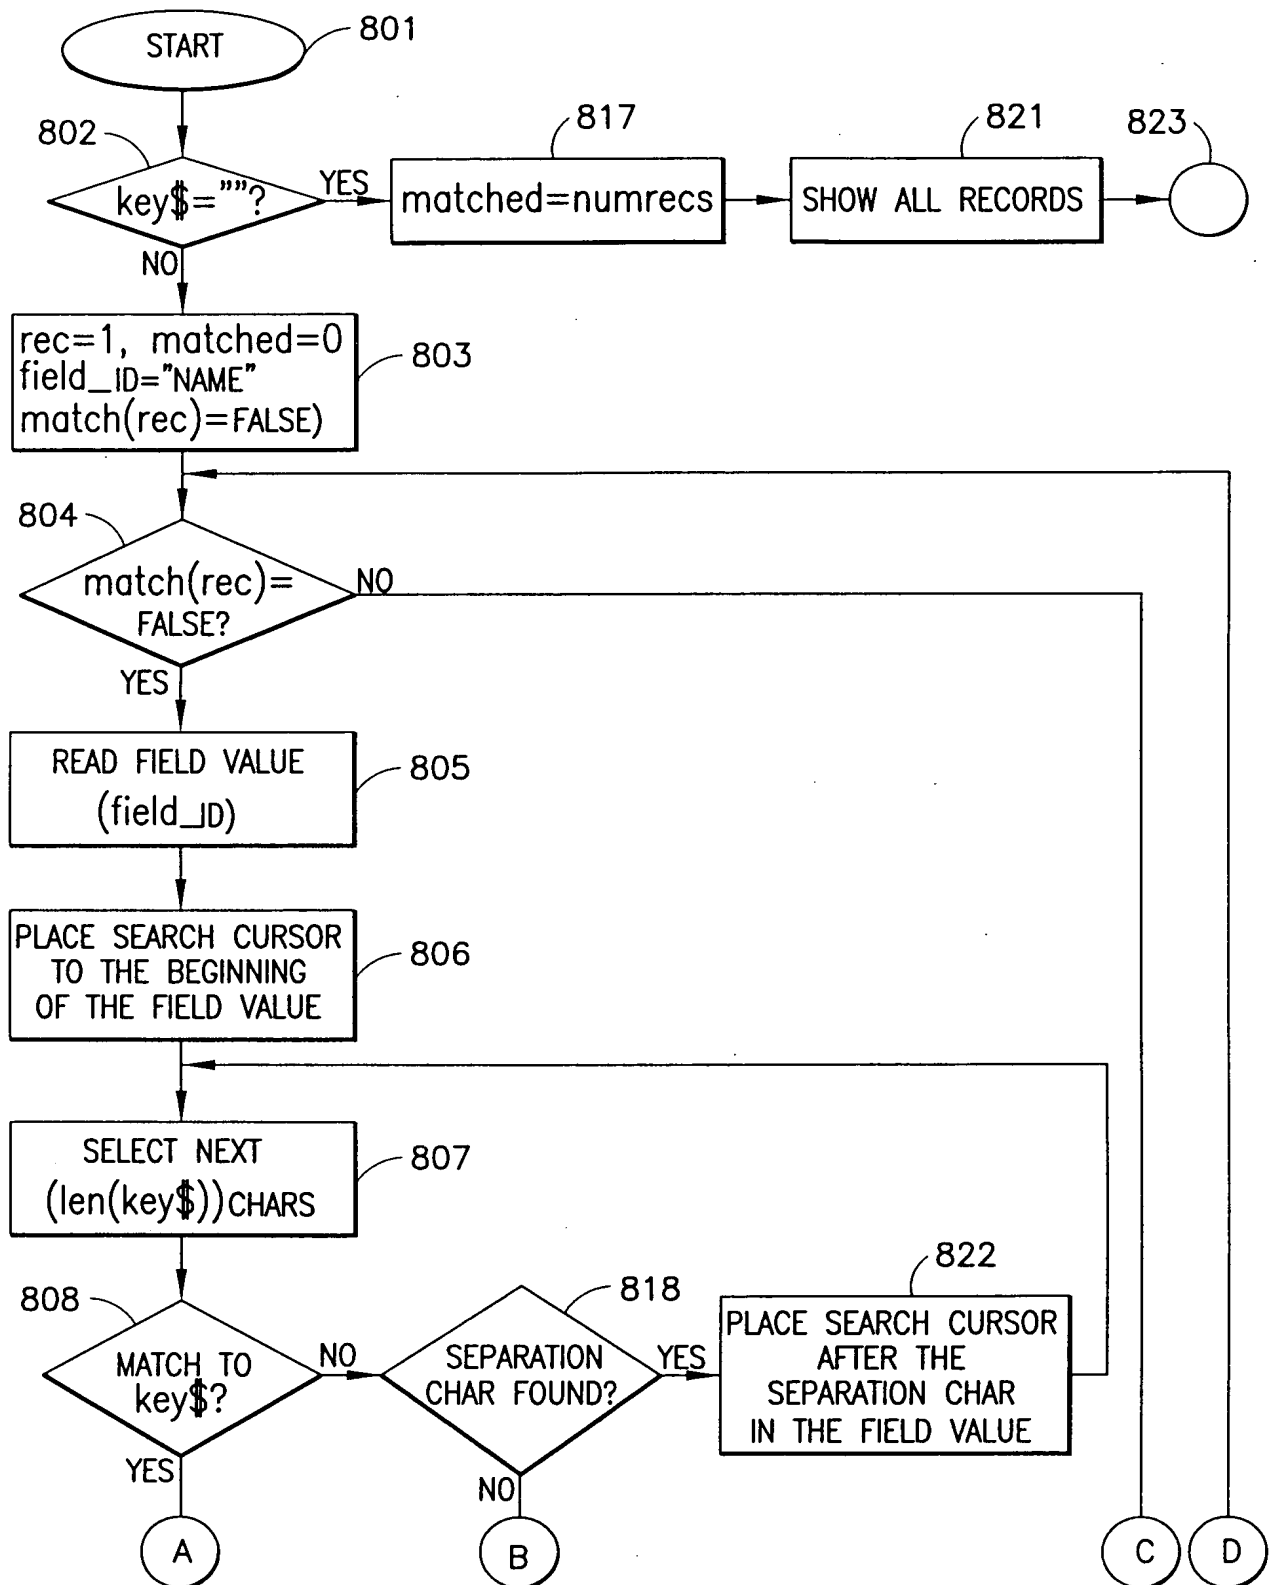 START
801
802
key$=""?
YES
817
matched=numrecs
821
SHOW ALL RECORDS
823
NO
rec=1, matched=0
field_ID="NAME"
match(rec)=FALSE)
803
804
match(rec)=
FALSE?
NO
YES
READ FIELD VALUE
(field_ID)
805
PLACE SEARCH CURSOR
TO THE BEGINNING
OF THE FIELD VALUE
806
SELECT NEXT
(len(key$))CHARS
807
808
MATCH TO
key$?
NO
YES
818
SEPARATION
CHAR FOUND?
YES
NO
822
PLACE SEARCH CURSOR
AFTER THE
SEPARATION CHAR
IN THE FIELD VALUE
A
B
C
D